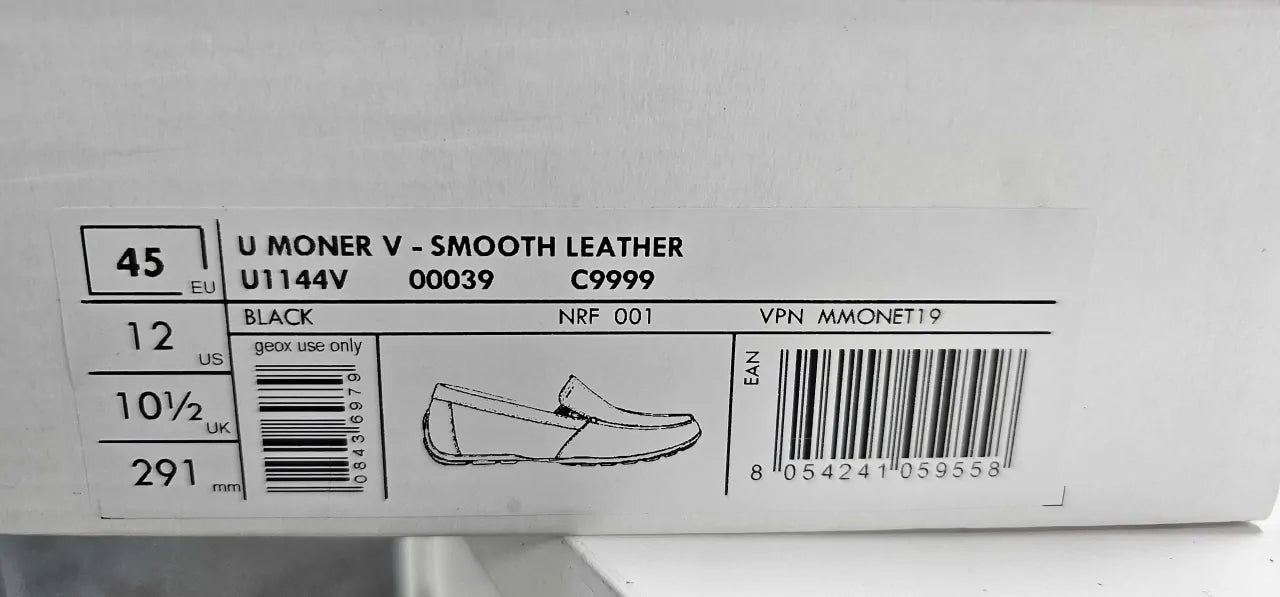 45 EU
12 US
10½ UK
291 mm
U MONER V - SMOOTH LEATHER
U1144V 00039 C9999
BLACK NRF 001 VPN MMONET19
geox use only
08436979
EAN
8 054241 059558